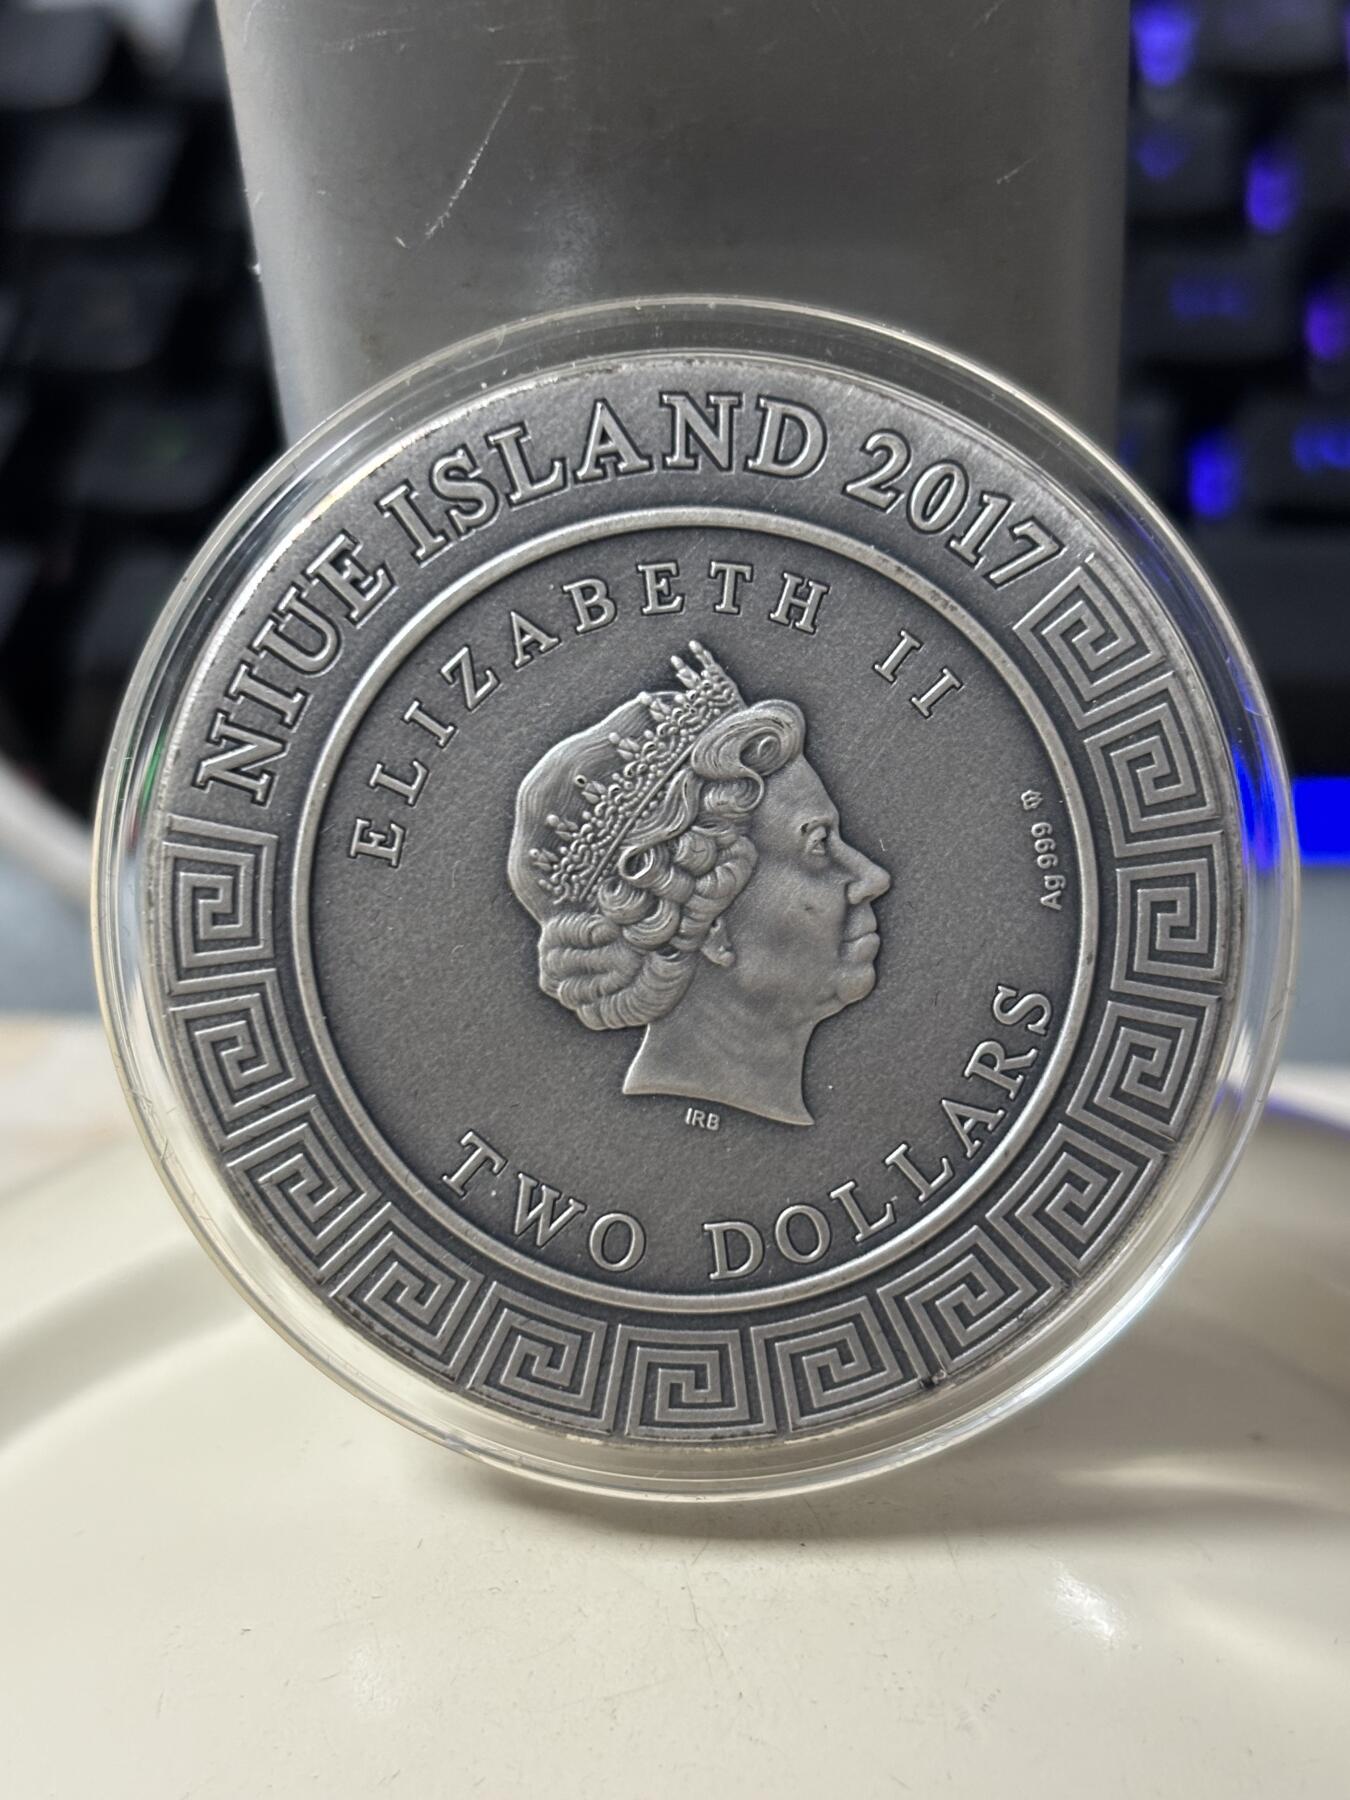 NIUE ISLAND 2017
ELIZABETH II
Ag 999
IRB
TWO DOLLARS